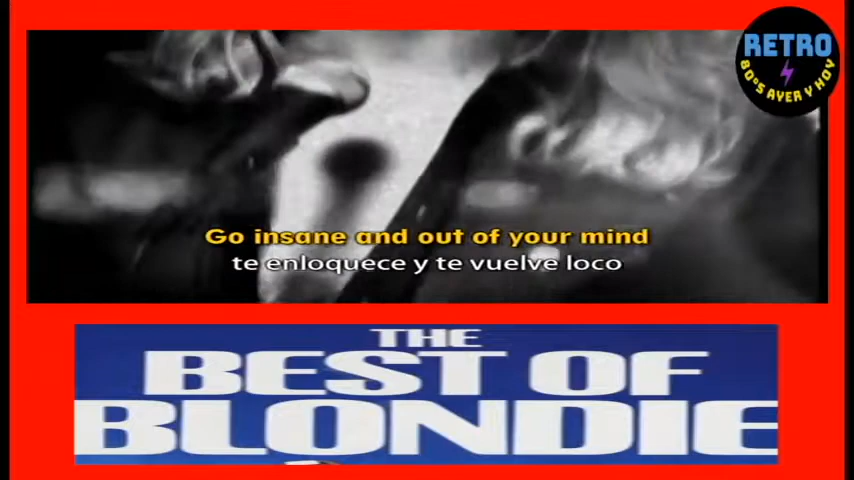 RETRO
80'S AYER Y HOY
Go insane and out of your mind
te enloquece y te vuelve loco
THE
BEST OF
BLONDIE